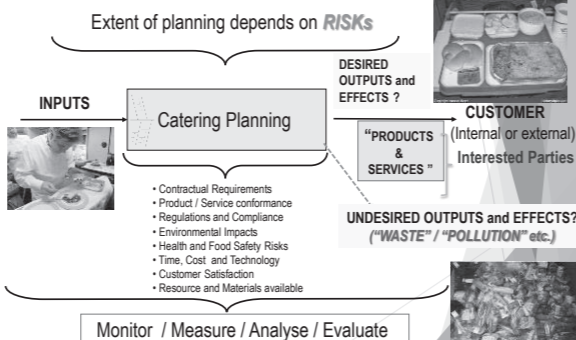 Extent of planning depends on RISKs
DESIRED
OUTPUTS and
EFFECTS ?
INPUTS
Catering Planning
CUSTOMER
(Internal or external)
Interested Parties
“PRODUCTS
&
SERVICES ”
• Contractual Requirements
• Product / Service conformance
• Regulations and Compliance
• Environmental Impacts
• Health and Food Safety Risks
• Time, Cost and Technology
• Customer Satisfaction
• Resource and Materials available
UNDESIRED OUTPUTS and EFFECTS?
(“WASTE” / “POLLUTION” etc.)
Monitor / Measure / Analyse / Evaluate